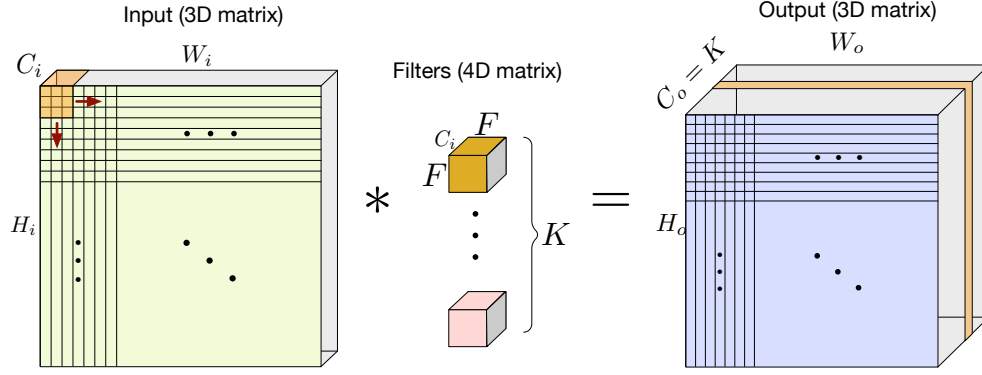 Input (3D matrix)
C_i
W_i
H_i
*
Filters (4D matrix)
C_i
F
F
K
=
Output (3D matrix)
W_o
C_o = K
H_o